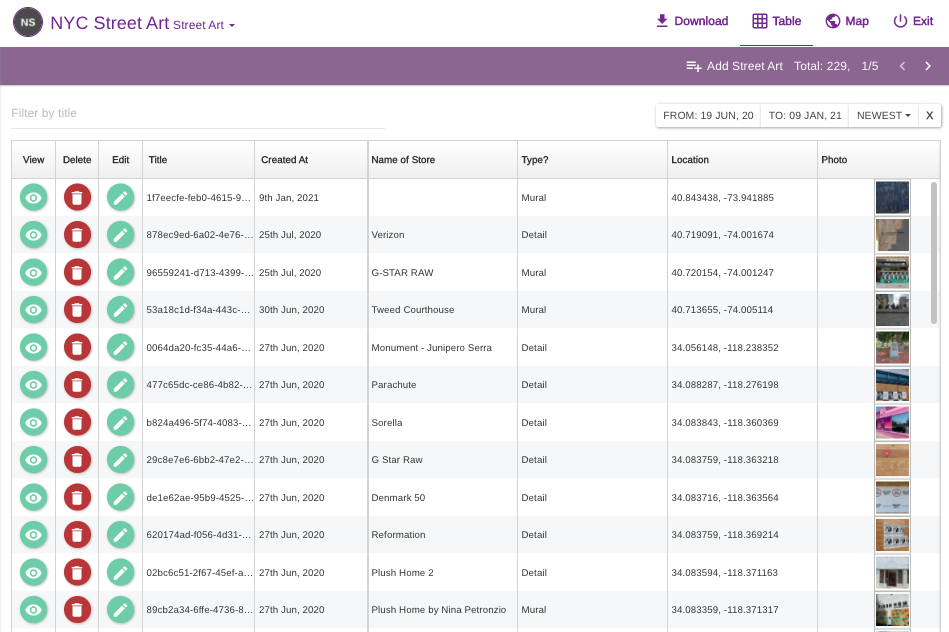 NS NYC Street Art Street Art Download Table Map Exit
Add Street Art Total: 229, 1/5
Filter by title FROM: 19 JUN, 20 TO: 09 JAN, 21 NEWEST X
View Delete Edit Title Created At Name of Store Type? Location Photo
1f7eecfe-feb0-4615-9... 9th Jan, 2021 Mural 40.843438, -73.941885
878ec9ed-6a02-4e76-... 25th Jul, 2020 Verizon Detail 40.719091, -74.001674
96559241-d713-4399-... 25th Jul, 2020 G-STAR RAW Mural 40.720154, -74.001247
53a18c1d-f34a-443c-... 30th Jun, 2020 Tweed Courthouse Mural 40.713655, -74.005114
0064da20-fc35-44a6-... 27th Jun, 2020 Monument - Junipero Serra Detail 34.056148, -118.238352
477c65dc-ce86-4b82-... 27th Jun, 2020 Parachute Detail 34.088287, -118.276198
b824a496-5f74-4083-... 27th Jun, 2020 Sorella Detail 34.083843, -118.360369
29c8e7e6-6bb2-47e2-... 27th Jun, 2020 G Star Raw Detail 34.083759, -118.363218
de1e62ae-95b9-4525-... 27th Jun, 2020 Denmark 50 Detail 34.083716, -118.363564
620174ad-f056-4d31-... 27th Jun, 2020 Reformation Detail 34.083759, -118.369214
02bc6c51-2f67-45ef-a... 27th Jun, 2020 Plush Home 2 Detail 34.083594, -118.371163
89cb2a34-6ffe-4736-8... 27th Jun, 2020 Plush Home by Nina Petronzio Mural 34.083359, -118.371317